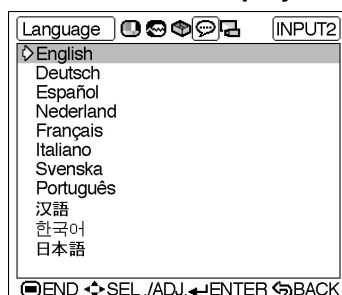 Language INPUT2
English
Deutsch
Español
Nederland
Français
Italiano
Svenska
Português
汉語
한국어
日本語
END SEL./ADJ. ENTER BACK